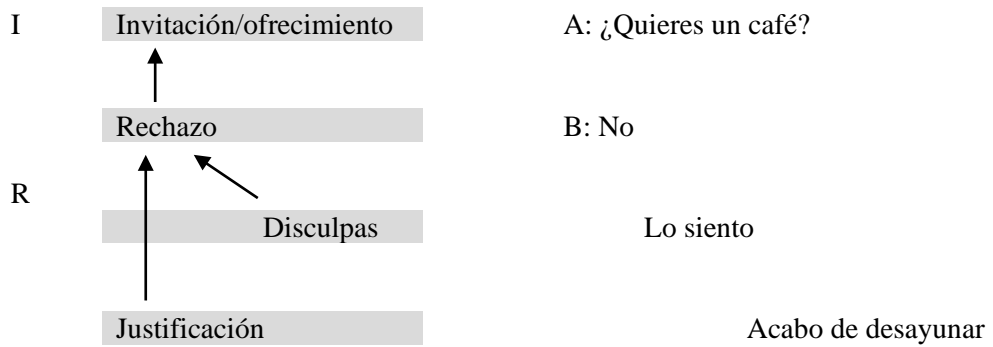 I Invitación/ofrecimiento A: ¿Quieres un café?
Rechazo B: No
R
Disculpas Lo siento
Justificación Acabo de desayunar